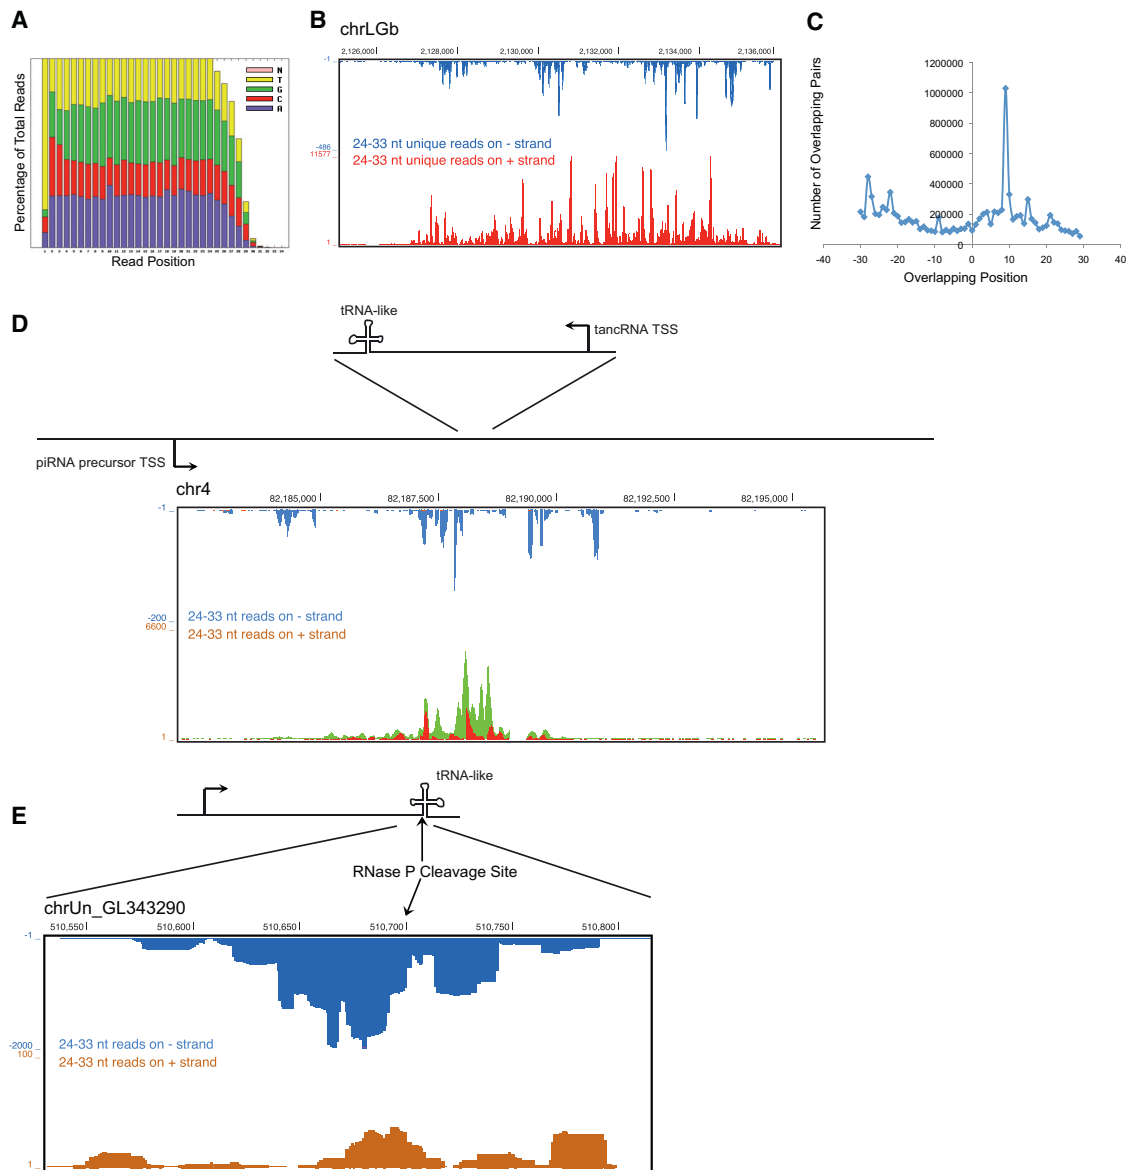 A
Percentage of Total Reads
N
T
G
C
A
Read Position
B
chrLGb
2,126,000
2,128,000
2,130,000
2,132,000
2,134,000
2,136,000
-1
-486
11577
1
24-33 nt unique reads on - strand
24-33 nt unique reads on + strand
C
Number of Overlapping Pairs
1200000
1000000
800000
600000
400000
200000
0
-40
-30
-20
-10
0
10
20
30
40
Overlapping Position
D
tRNA-like
tancRNA TSS
piRNA precursor TSS
chr4
82,185,000
82,187,500
82,190,000
82,192,500
82,195,000
-1
-200
6600
1
24-33 nt reads on - strand
24-33 nt reads on + strand
E
tRNA-like
RNase P Cleavage Site
chrUn_GL343290
510,550
510,600
510,650
510,700
510,750
510,800
-1
-2000
100
1
24-33 nt reads on - strand
24-33 nt reads on + strand